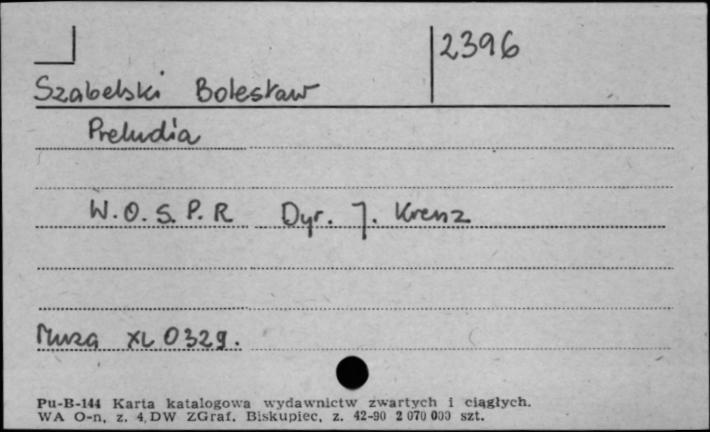 2396
Szabelski Bolesław
Preludia
W.O.S.P.R Dyr. J. Krenz
Muza XL 0329.
Pu-B-144 Karta katalogowa wydawnictw zwartych i ciągłych.
WA O-n, z. 4, DW ZGraf. Biskupiec, z. 42-90 2 070 000 szt.